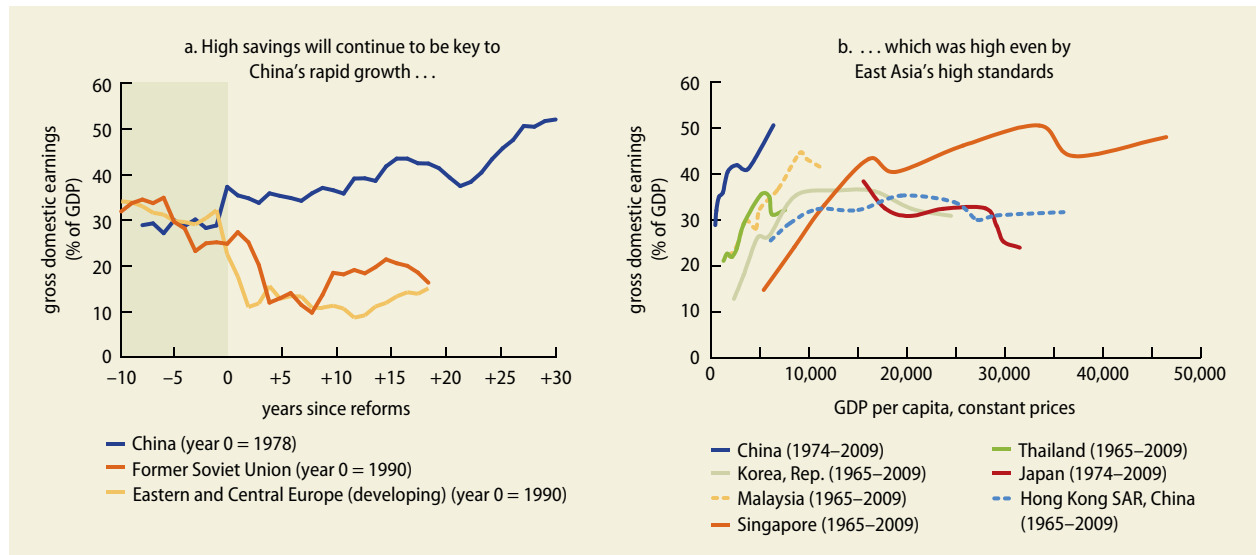 a. High savings will continue to be key to
China’s rapid growth . . .
gross domestic earnings
(% of GDP)
60
50
40
30
20
10
0
–10
–5
0
+5
+10
+15
+20
+25
+30
years since reforms
China (year 0 = 1978)
Former Soviet Union (year 0 = 1990)
Eastern and Central Europe (developing) (year 0 = 1990)
b. . . . which was high even by
East Asia’s high standards
gross domestic earnings
(% of GDP)
60
50
40
30
20
10
0
0
10,000
20,000
30,000
40,000
50,000
GDP per capita, constant prices
China (1974–2009)
Korea, Rep. (1965–2009)
Malaysia (1965–2009)
Singapore (1965–2009)
Thailand (1965–2009)
Japan (1974–2009)
Hong Kong SAR, China
(1965–2009)